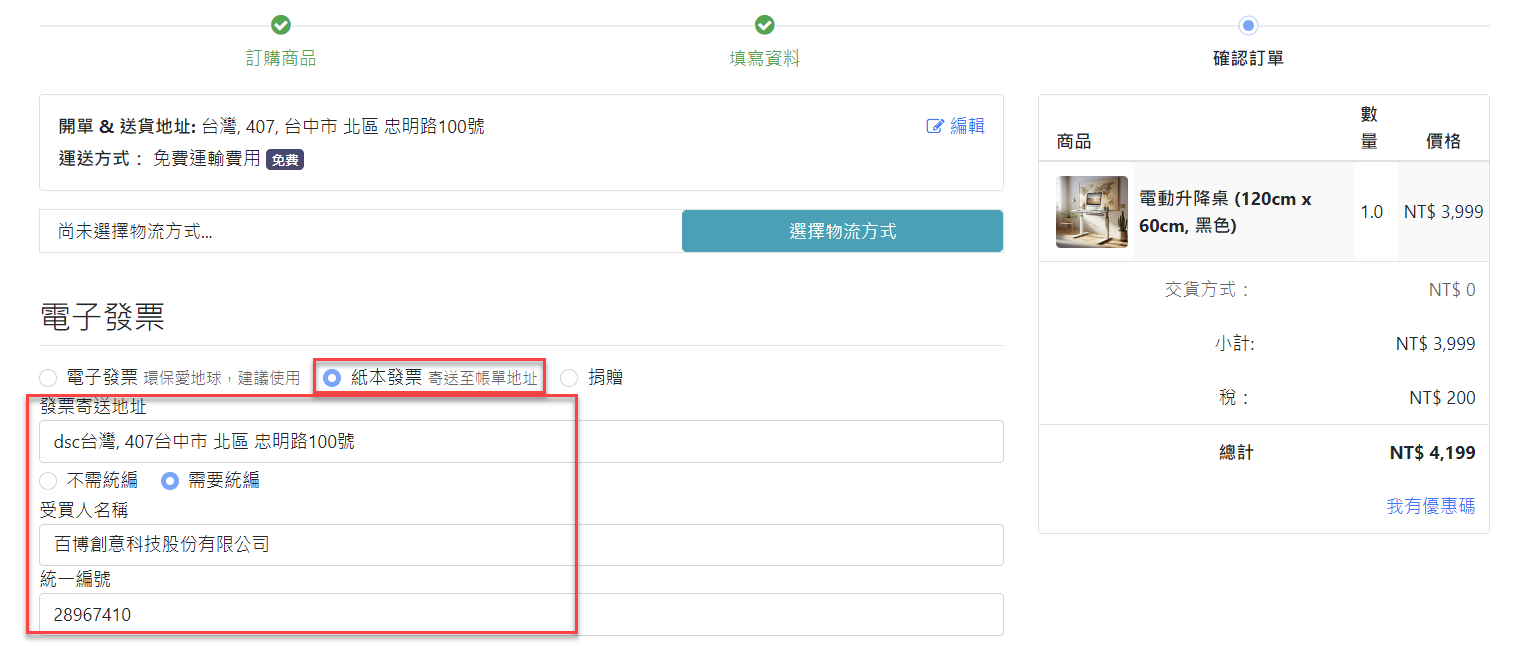 訂購商品
填寫資料
確認訂單
開單 & 送貨地址: 台灣, 407, 台中市 北區 忠明路100號
編輯
運送方式： 免費運輸費用 免費
尚未選擇物流方式...
選擇物流方式
電子發票
電子發票 環保愛地球，建議使用
紙本發票 寄送至帳單地址
捐贈
發票寄送地址
dsc台灣, 407台中市 北區 忠明路100號
不需統編
需要統編
受買人名稱
百博創意科技股份有限公司
統一編號
28967410
商品
數
量
價格
電動升降桌 (120cm x
60cm, 黑色)
1.0
NT$ 3,999
交貨方式：
NT$ 0
小計:
NT$ 3,999
稅：
NT$ 200
總計
NT$ 4,199
我有優惠碼